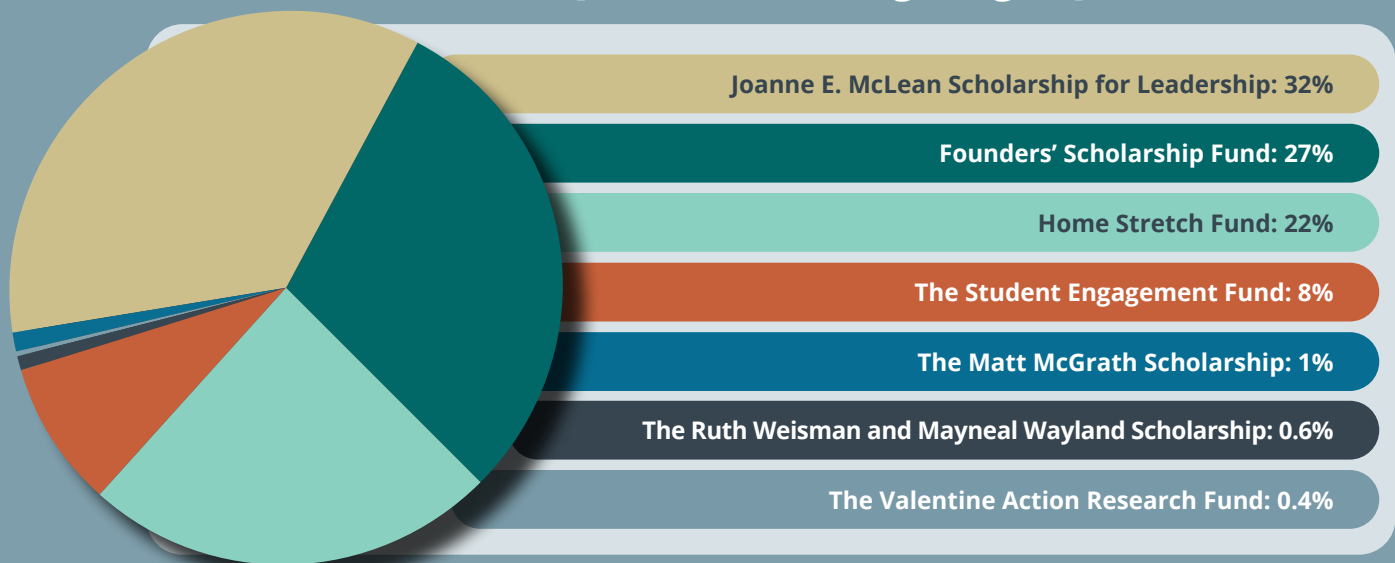 Joanne E. McLean Scholarship for Leadership: 32%
Founders’ Scholarship Fund: 27%
Home Stretch Fund: 22%
The Student Engagement Fund: 8%
The Matt McGrath Scholarship: 1%
The Ruth Weisman and Mayneal Wayland Scholarship: 0.6%
The Valentine Action Research Fund: 0.4%